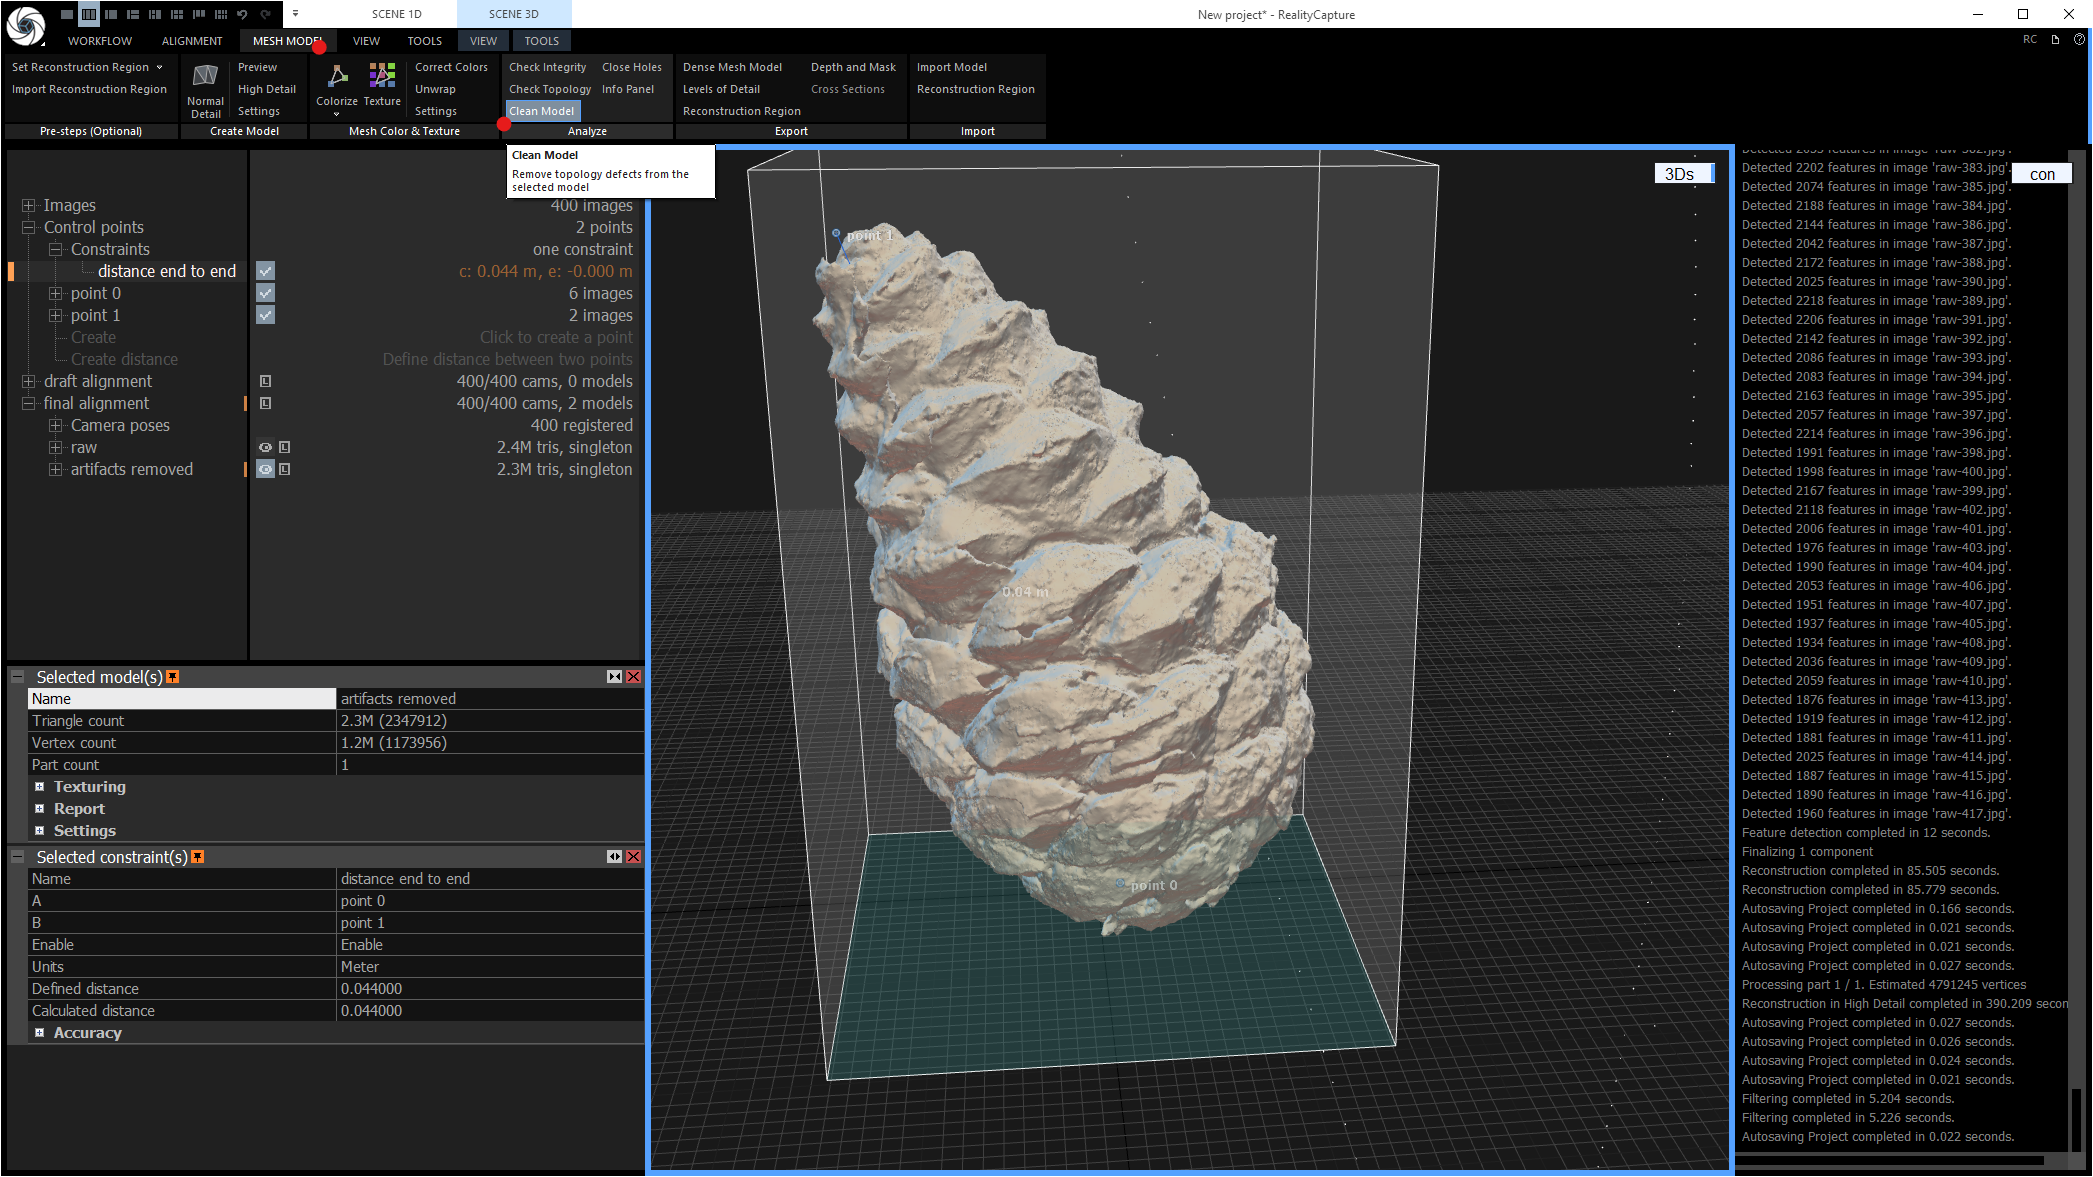 SCENE 1D
SCENE 3D
New project* - RealityCapture
WORKFLOW
ALIGNMENT
MESH MODEL
VIEW
TOOLS
VIEW
TOOLS
RC
Set Reconstruction Region
Import Reconstruction Region
Pre-steps (Optional)
Normal
Detail
Preview
High Detail
Settings
Create Model
Colorize
Texture
Correct Colors
Unwrap
Settings
Mesh Color & Texture
Check Integrity
Close Holes
Check Topology
Info Panel
Clean Model
Analyze
Dense Mesh Model
Depth and Mask
Levels of Detail
Cross Sections
Reconstruction Region
Export
Import Model
Reconstruction Region
Import
Clean Model
Remove topology defects from the
selected model
Images
400 images
Control points
2 points
Constraints
one constraint
distance end to end
c: 0.044 m, e: -0.000 m
point 0
6 images
point 1
2 images
Create
Click to create a point
Create distance
Define distance between two points
draft alignment
400/400 cams, 0 models
final alignment
400/400 cams, 2 models
Camera poses
400 registered
raw
2.4M tris, singleton
artifacts removed
2.3M tris, singleton
Selected model(s)
Name
artifacts removed
Triangle count
2.3M (2347912)
Vertex count
1.2M (1173956)
Part count
1
Texturing
Report
Settings
Selected constraint(s)
Name
distance end to end
A
point 0
B
point 1
Enable
Enable
Units
Meter
Defined distance
0.044000
Calculated distance
0.044000
Accuracy
3Ds
point 1
0.04 m
point 0
con
Detected 2202 features in image 'raw-383.jpg'.
Detected 2074 features in image 'raw-385.jpg'.
Detected 2188 features in image 'raw-384.jpg'.
Detected 2144 features in image 'raw-386.jpg'.
Detected 2042 features in image 'raw-387.jpg'.
Detected 2172 features in image 'raw-388.jpg'.
Detected 2025 features in image 'raw-390.jpg'.
Detected 2218 features in image 'raw-389.jpg'.
Detected 2206 features in image 'raw-391.jpg'.
Detected 2142 features in image 'raw-392.jpg'.
Detected 2086 features in image 'raw-393.jpg'.
Detected 2083 features in image 'raw-394.jpg'.
Detected 2163 features in image 'raw-395.jpg'.
Detected 2057 features in image 'raw-397.jpg'.
Detected 2214 features in image 'raw-396.jpg'.
Detected 1991 features in image 'raw-398.jpg'.
Detected 1998 features in image 'raw-400.jpg'.
Detected 2167 features in image 'raw-399.jpg'.
Detected 2118 features in image 'raw-402.jpg'.
Detected 2006 features in image 'raw-401.jpg'.
Detected 1976 features in image 'raw-403.jpg'.
Detected 1990 features in image 'raw-404.jpg'.
Detected 2053 features in image 'raw-406.jpg'.
Detected 1951 features in image 'raw-407.jpg'.
Detected 1937 features in image 'raw-405.jpg'.
Detected 1934 features in image 'raw-408.jpg'.
Detected 2036 features in image 'raw-409.jpg'.
Detected 2059 features in image 'raw-410.jpg'.
Detected 1876 features in image 'raw-413.jpg'.
Detected 1919 features in image 'raw-412.jpg'.
Detected 1881 features in image 'raw-411.jpg'.
Detected 2025 features in image 'raw-414.jpg'.
Detected 1887 features in image 'raw-415.jpg'.
Detected 1890 features in image 'raw-416.jpg'.
Detected 1960 features in image 'raw-417.jpg'.
Feature detection completed in 12 seconds.
Finalizing 1 component
Reconstruction completed in 85.505 seconds.
Reconstruction completed in 85.779 seconds.
Autosaving Project completed in 0.166 seconds.
Autosaving Project completed in 0.021 seconds.
Autosaving Project completed in 0.021 seconds.
Autosaving Project completed in 0.027 seconds.
Processing part 1 / 1. Estimated 4791245 vertices
Reconstruction in High Detail completed in 390.209 secon
Autosaving Project completed in 0.027 seconds.
Autosaving Project completed in 0.026 seconds.
Autosaving Project completed in 0.024 seconds.
Autosaving Project completed in 0.021 seconds.
Filtering completed in 5.204 seconds.
Filtering completed in 5.226 seconds.
Autosaving Project completed in 0.022 seconds.